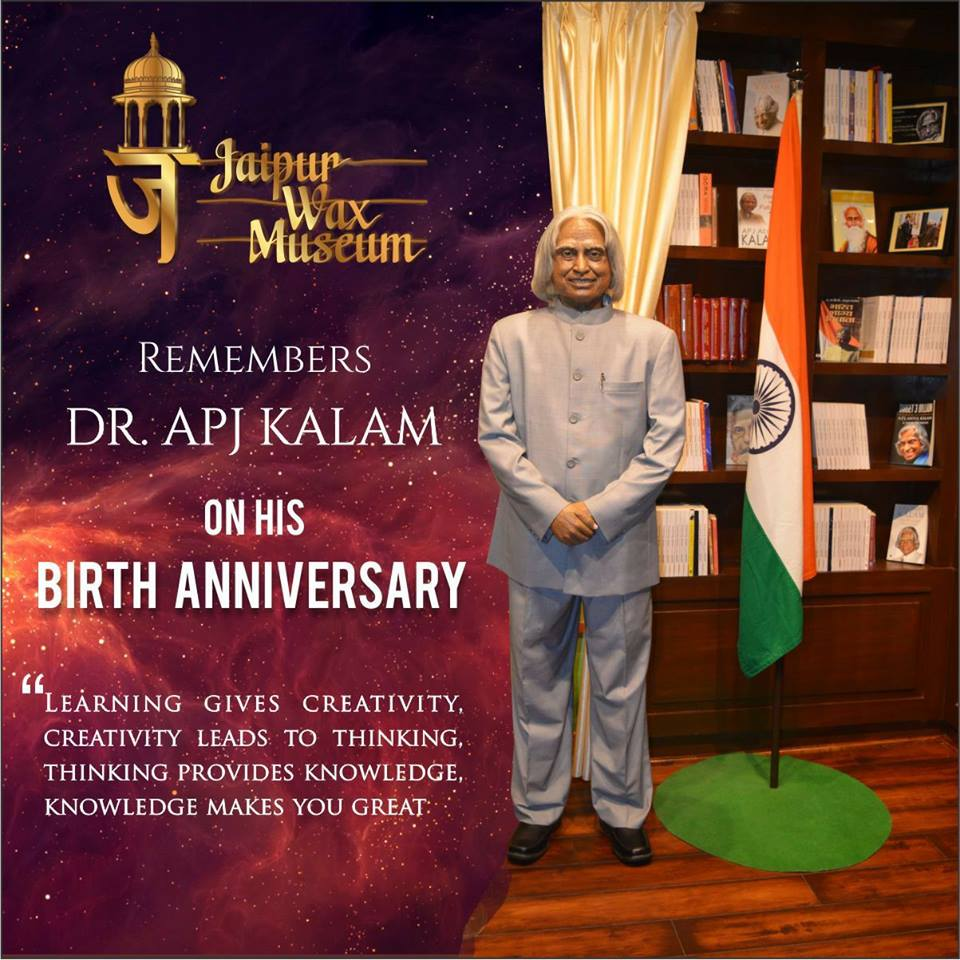 ज
Jaipur
Wax
Museum
REMEMBERS
DR. APJ KALAM
ON HIS
BIRTH ANNIVERSARY
“LEARNING GIVES CREATIVITY,
CREATIVITY LEADS TO THINKING,
THINKING PROVIDES KNOWLEDGE,
KNOWLEDGE MAKES YOU GREAT
KALA